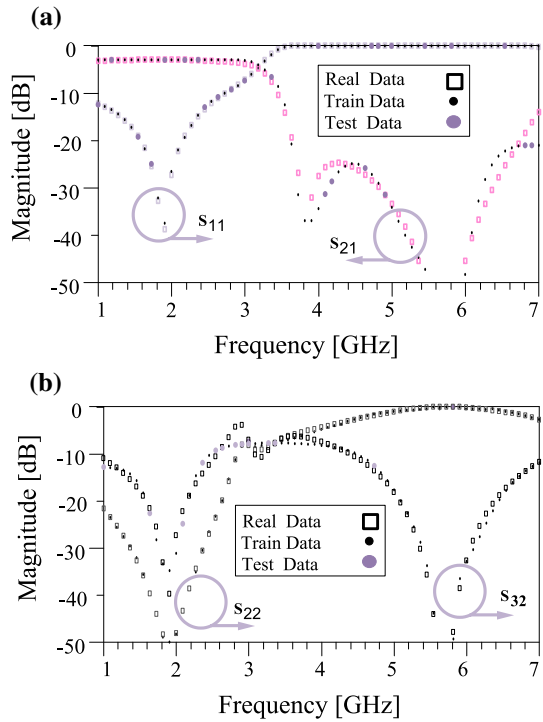 (a)
Magnitude [dB]
0
-10
-20
-30
-40
-50
Real Data
Train Data
Test Data
S11
S21
1 2 3 4 5 6 7
Frequency [GHz]
(b)
Magnitude [dB]
0
-10
-20
-30
-40
-50
Real Data
Train Data
Test Data
S22
S32
1 2 3 4 5 6 7
Frequency [GHz]